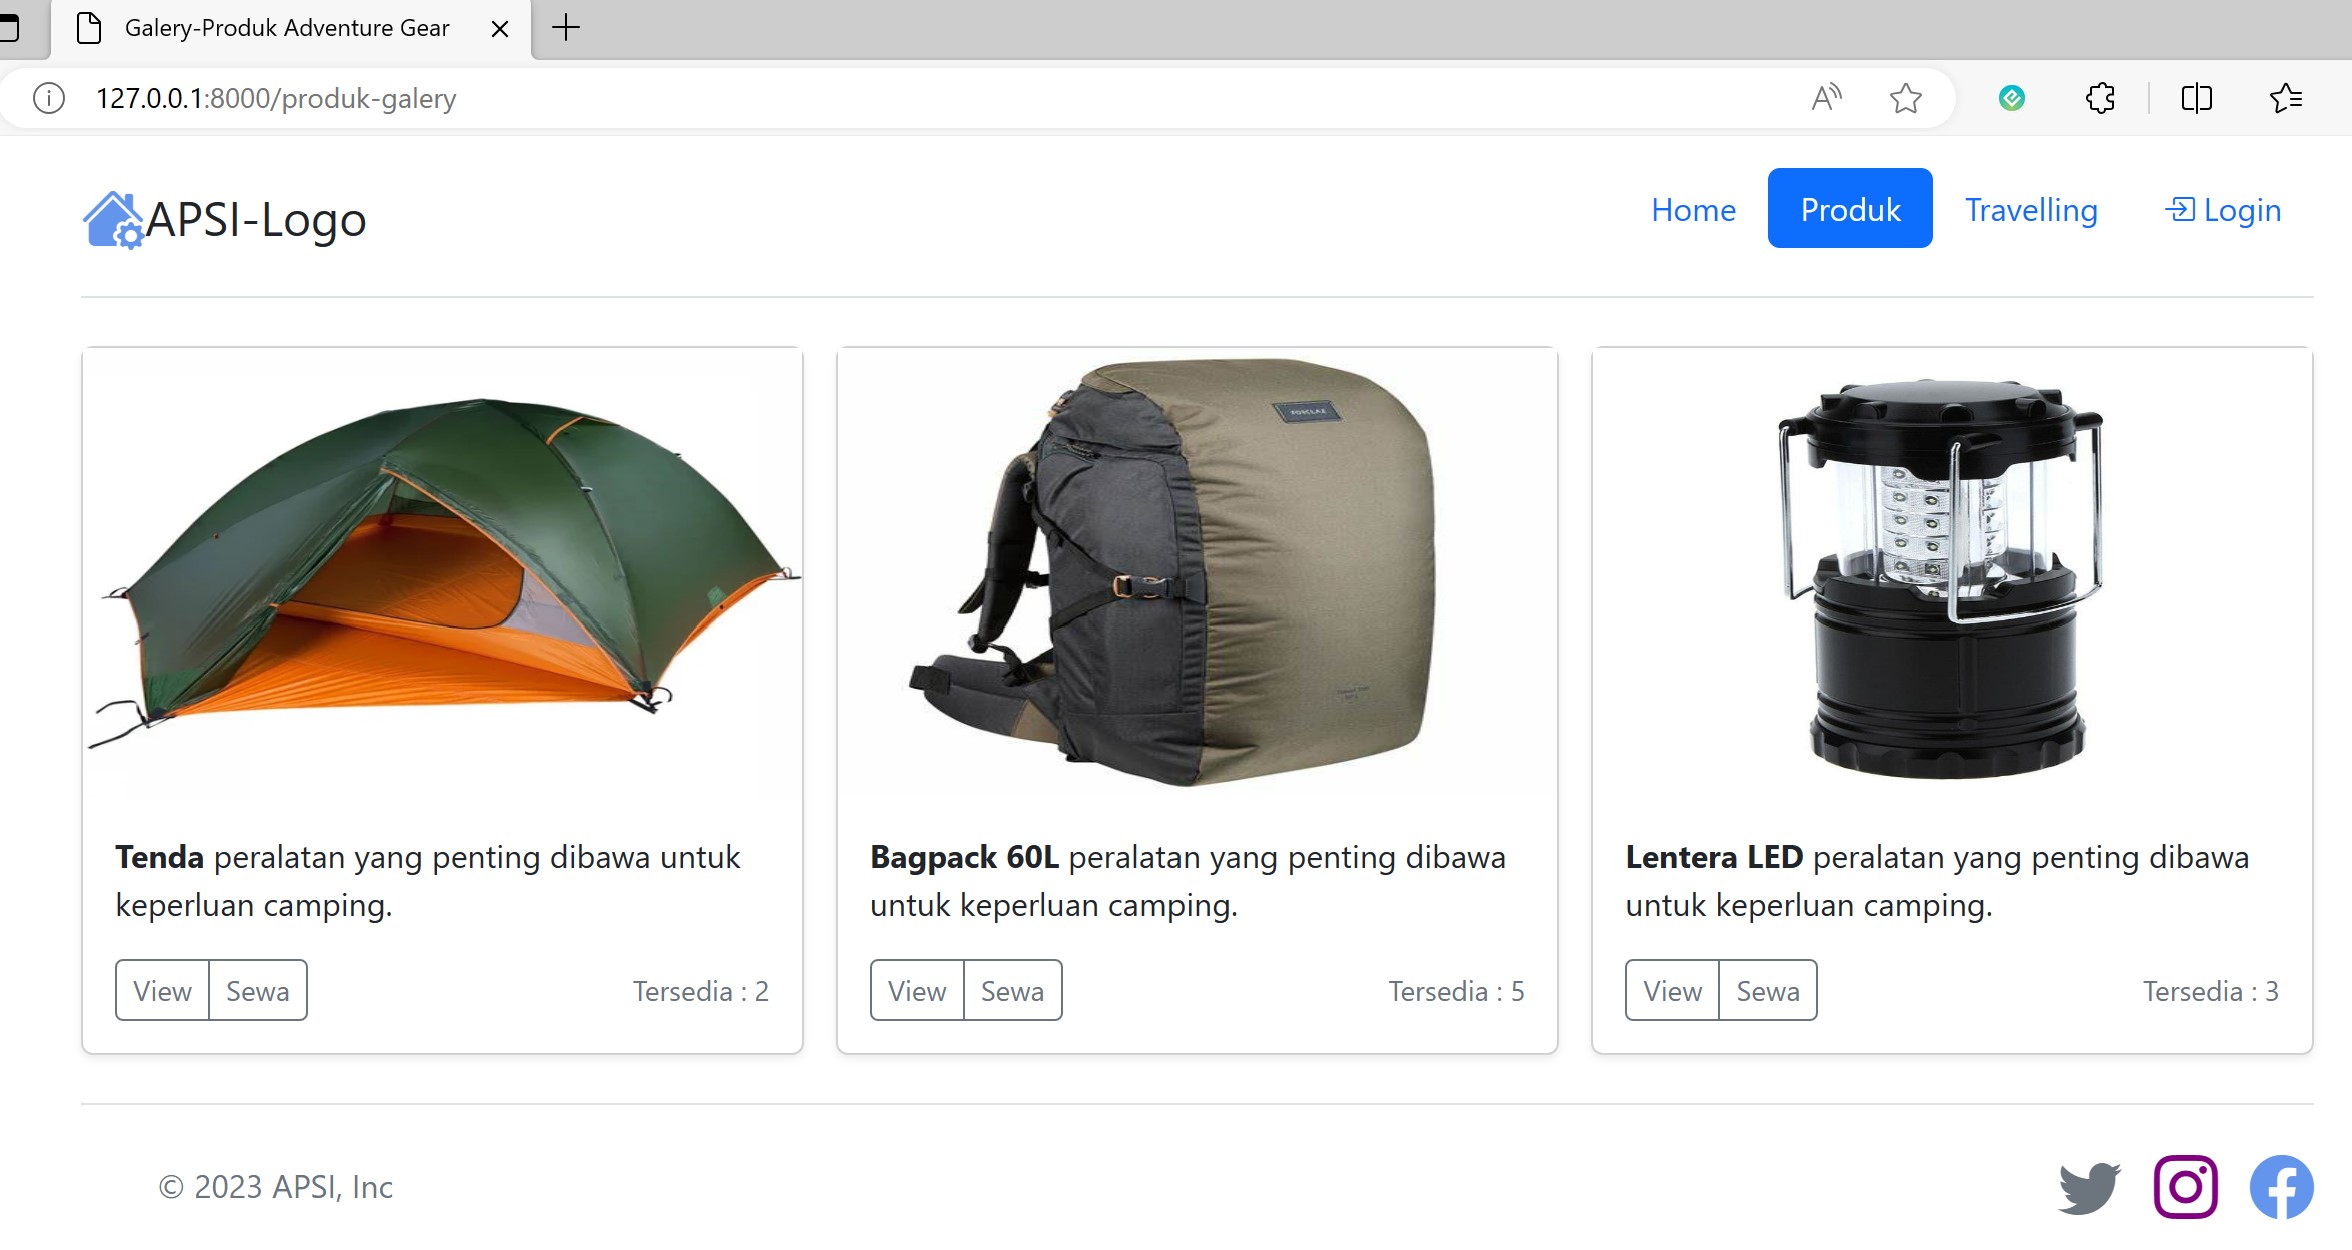 Galery-Produk Adventure Gear
127.0.0.1:8000/produk-galery
APSI-Logo
Home
Produk
Travelling
Login
FORCLAZ
Tenda peralatan yang penting dibawa untuk
keperluan camping.
View
Sewa
Tersedia : 2
Bagpack 60L peralatan yang penting dibawa
untuk keperluan camping.
View
Sewa
Tersedia : 5
Lentera LED peralatan yang penting dibawa
untuk keperluan camping.
View
Sewa
Tersedia : 3
© 2023 APSI, Inc